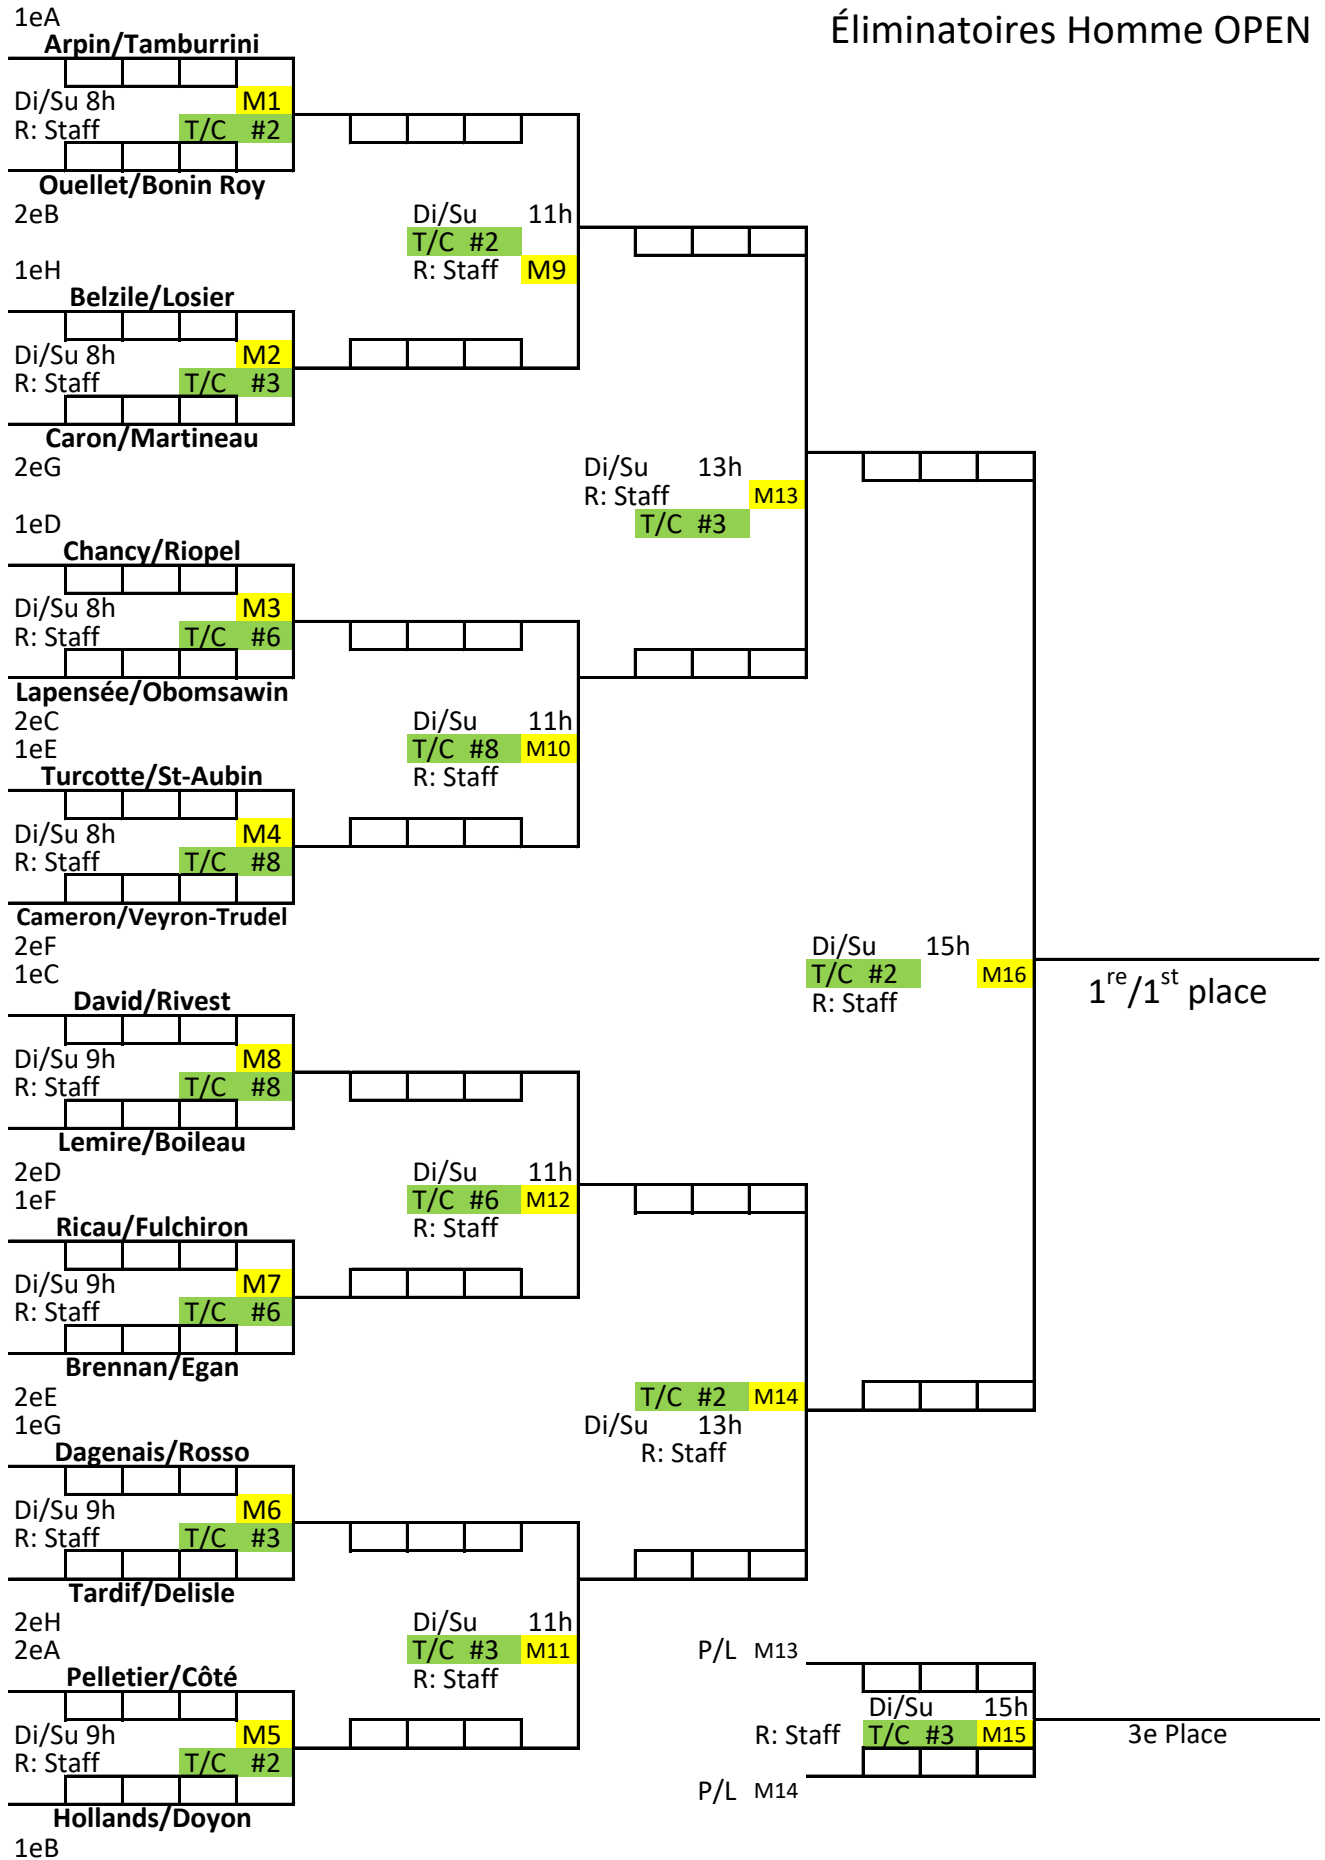 1eA
Éliminatoires Homme OPEN
Arpin/Tamburrini
Di/Su 8h M1
R: Staff T/C #2
Ouellet/Bonin Roy
2eB
Di/Su 11h
T/C #2
R: Staff M9
1eH
Belzile/Losier
Di/Su 8h M2
R: Staff T/C #3
Caron/Martineau
2eG
Di/Su 13h
R: Staff M13
T/C #3
1eD
Chancy/Riopel
Di/Su 8h M3
R: Staff T/C #6
Lapensée/Obomsawin
2eC
Di/Su 11h
T/C #8 M10
R: Staff
1eE
Turcotte/St-Aubin
Di/Su 8h M4
R: Staff T/C #8
Cameron/Veyron-Trudel
2eF
Di/Su 15h
T/C #2 M16
R: Staff
1re/1st place
1eC
David/Rivest
Di/Su 9h M8
R: Staff T/C #8
Lemire/Boileau
2eD
Di/Su 11h
T/C #6 M12
R: Staff
1eF
Ricau/Fulchiron
Di/Su 9h M7
R: Staff T/C #6
Brennan/Egan
2eE
T/C #2 M14
Di/Su 13h
R: Staff
1eG
Dagenais/Rosso
Di/Su 9h M6
R: Staff T/C #3
Tardif/Delisle
2eH
Di/Su 11h
T/C #3 M11
R: Staff
2eA
Pelletier/Côté
Di/Su 9h M5
R: Staff T/C #2
Hollands/Doyon
1eB
P/L M13
Di/Su 15h
R: Staff T/C #3 M15
3e Place
P/L M14